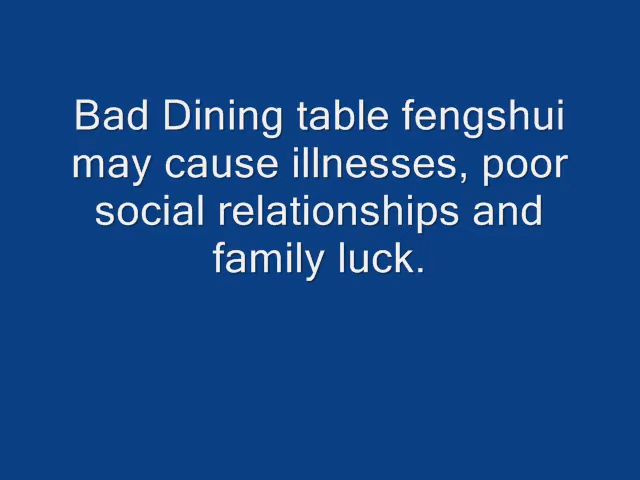 Bad Dining table fengshui
may cause illnesses, poor
social relationships and
family luck.